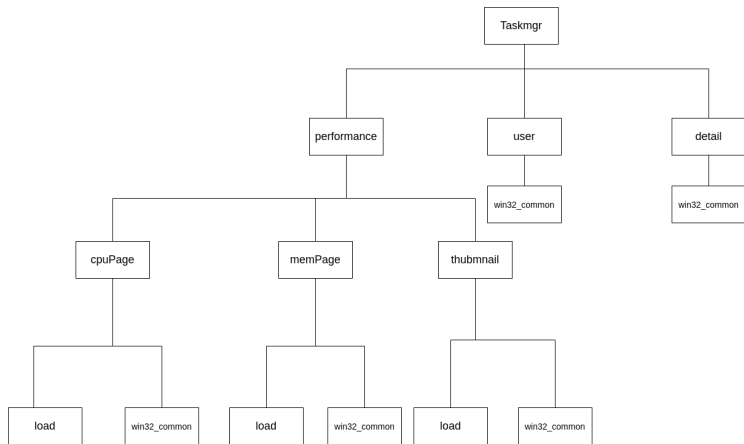 Taskmgr
performance
user
detail
win32_common
win32_common
cpuPage
memPage
thubmnail
load
win32_common
load
win32_common
load
win32_common